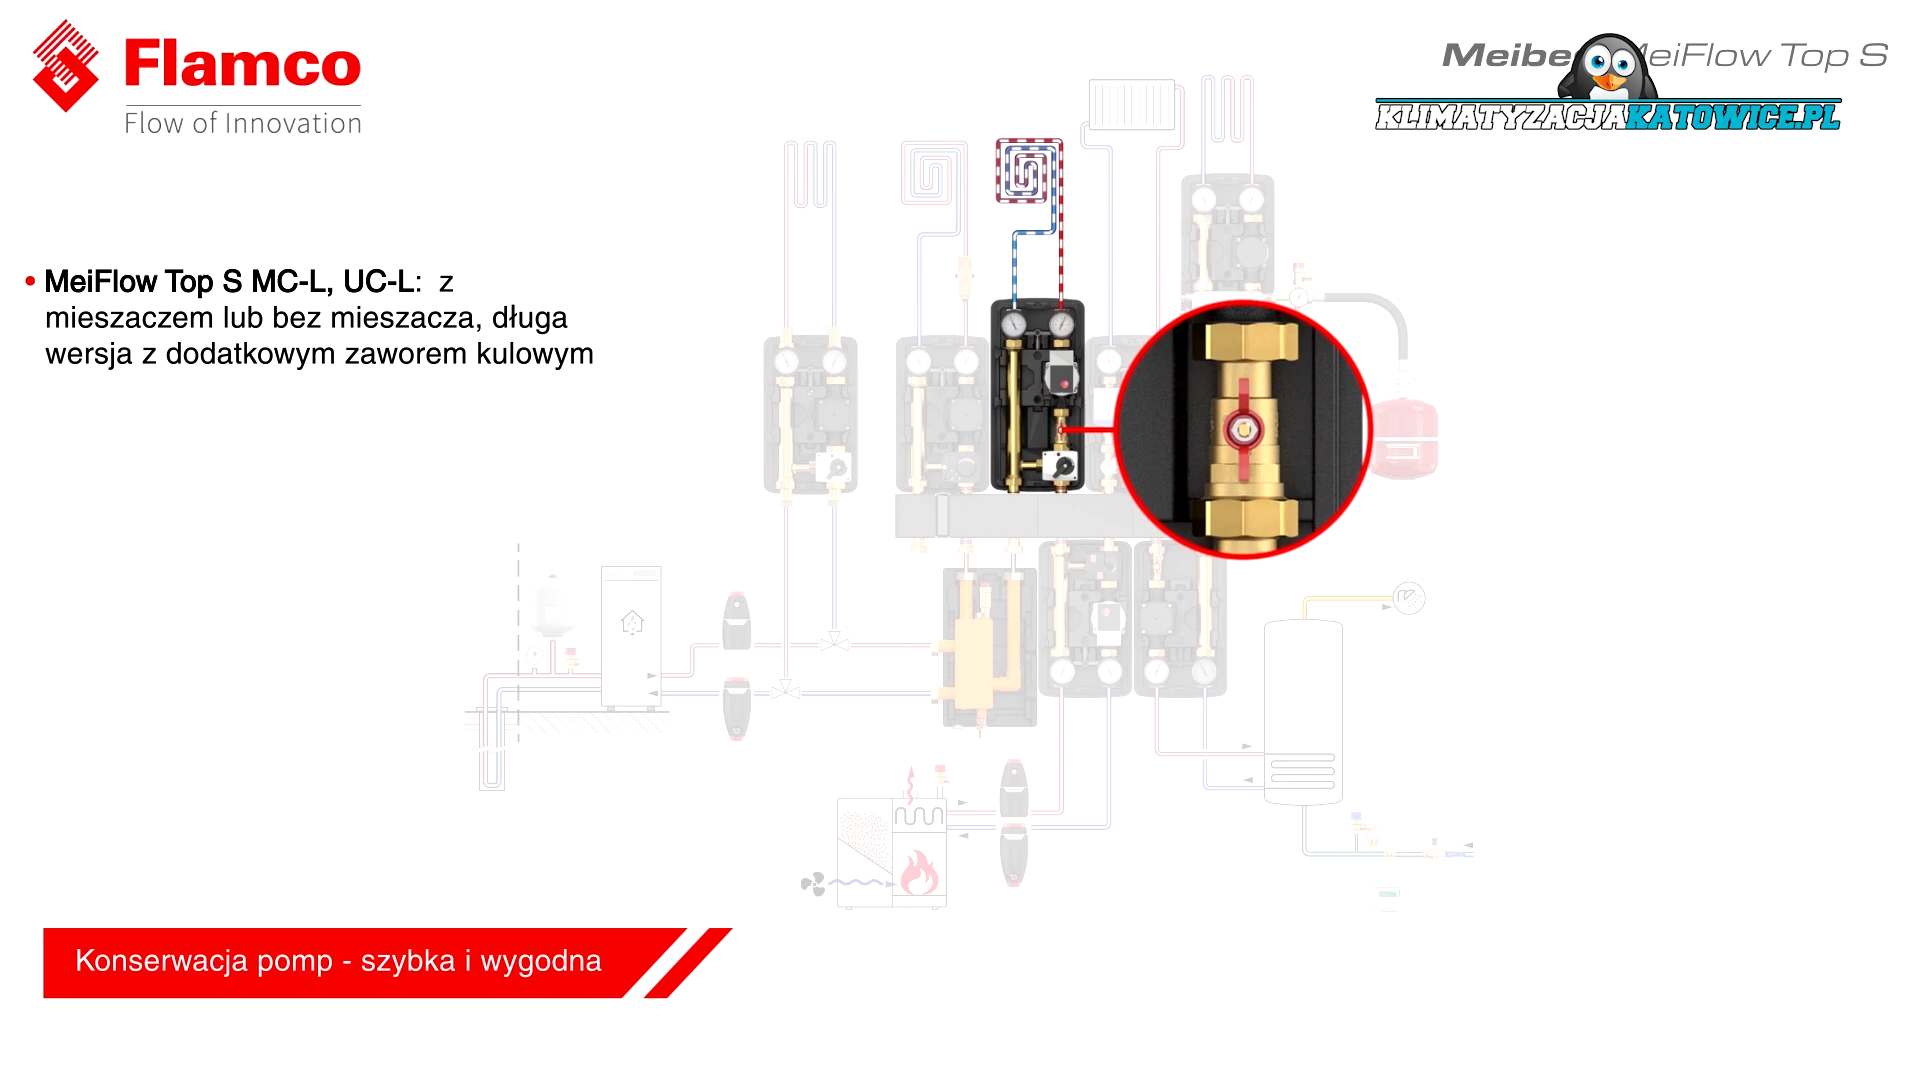 Flamco
Flow of Innovation
Meibe MeiFlow Top S
KLIMATYZACJAKATOWICE.PL
• MeiFlow Top S MC-L, UC-L: z
mieszaczem lub bez mieszacza, długa
wersja z dodatkowym zaworem kulowym
Konserwacja pomp - szybka i wygodna